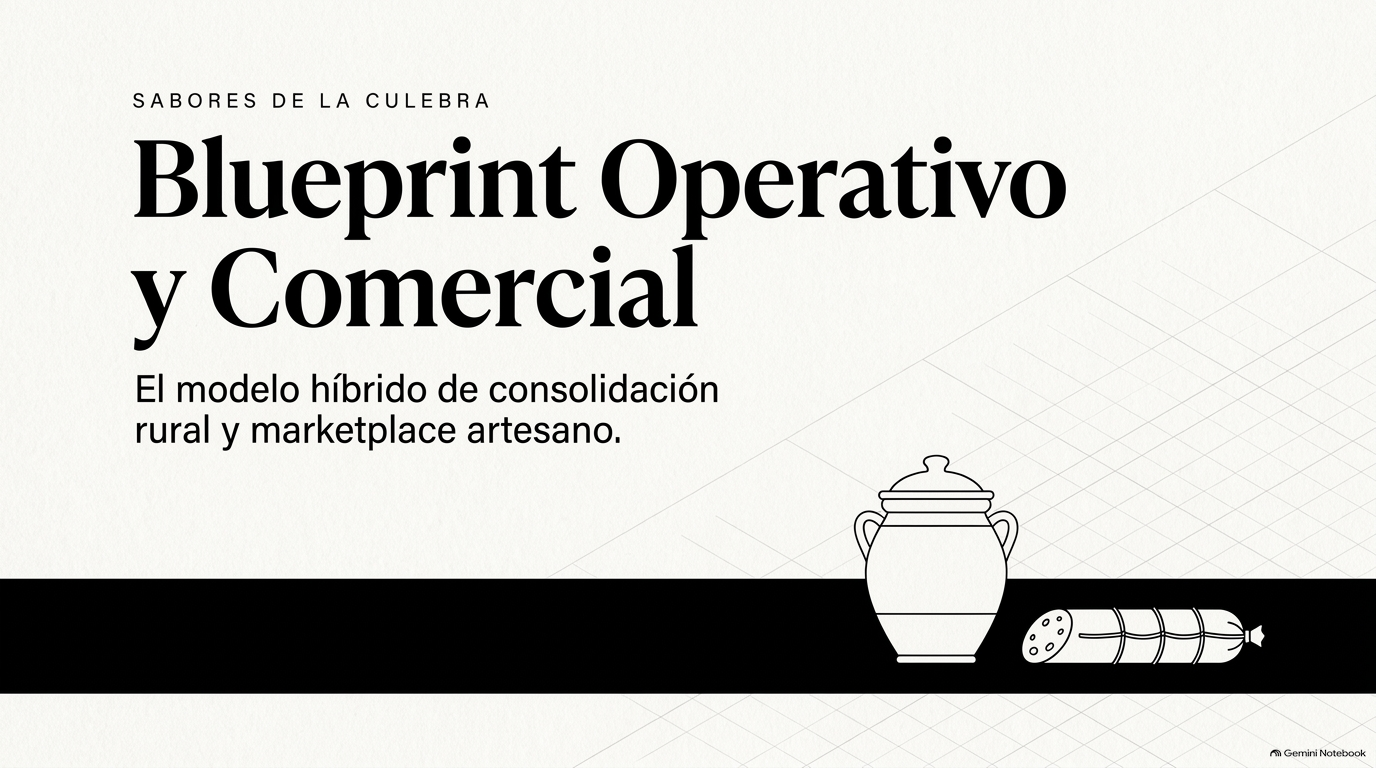 SABORES DE LA CULEBRA
Blueprint Operativo
y Comercial
El modelo híbrido de consolidación
rural y marketplace artesano.
Gemini Notebook